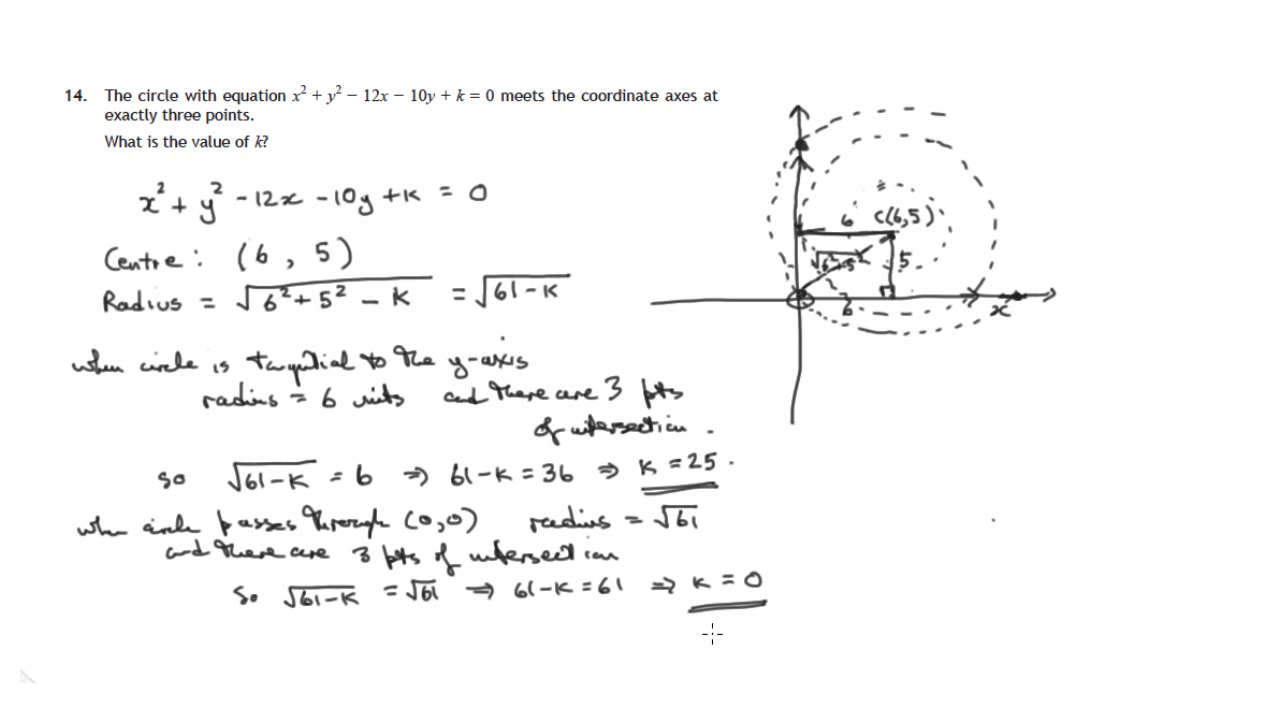 14. The circle with equation x² + y² − 12x − 10y + k = 0 meets the coordinate axes at
exactly three points.
What is the value of k?
x² + y² - 12x - 10y + k = 0
Centre : (6 , 5)
Radius = √6² + 5² - k = √61 - k
when circle is tangential to the y-axis
radius = 6 units and there are 3 pts
of intersection .
so √61-k = 6 ⇒ 61-k = 36 ⇒ k = 25 .
when circle passes through (0,0) radius = √61
and there are 3 pts of intersection
so √61-k = √61 ⇒ 61-k = 61 ⇒ k = 0
6 C(6,5)
√6²+5² 5
6 x